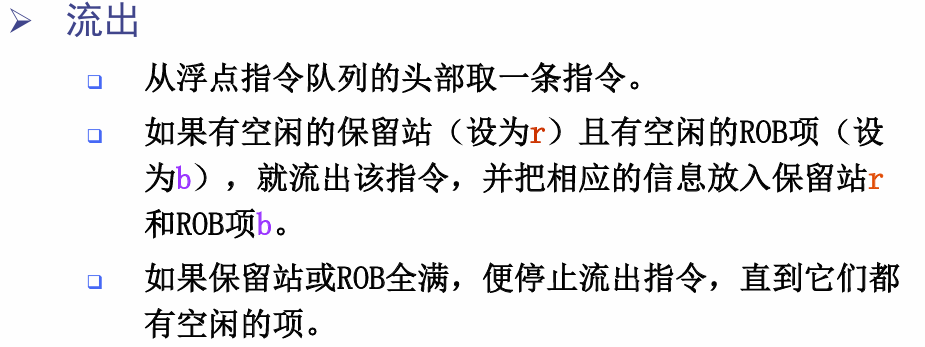 流出
从浮点指令队列的头部取一条指令。
如果有空闲的保留站（设为r）且有空闲的ROB项（设
为b），就流出该指令，并把相应的信息放入保留站r
和ROB项b。
如果保留站或ROB全满，便停止流出指令，直到它们都
有空闲的项。